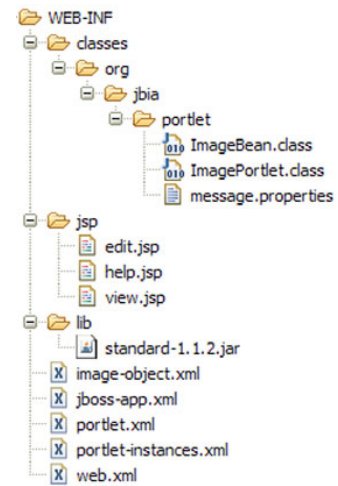 WEB-INF
classes
org
jbia
portlet
ImageBean.class
ImagePortlet.class
message.properties
jsp
edit.jsp
help.jsp
view.jsp
lib
standard-1.1.2.jar
image-object.xml
jboss-app.xml
portlet.xml
portlet-instances.xml
web.xml